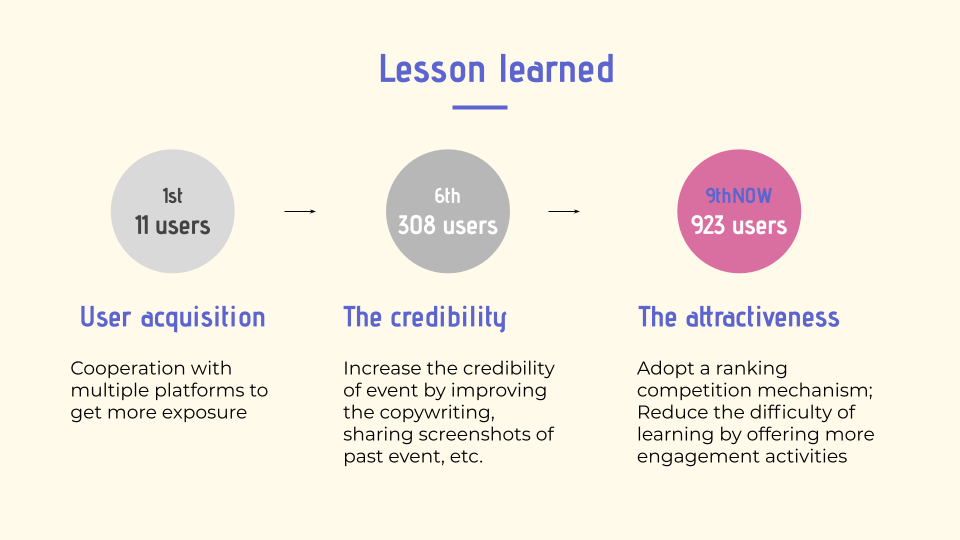 Lesson learned
1st
11 users
6th
308 users
9thNOW
923 users
User acquisition
Cooperation with
multiple platforms to
get more exposure
The credibility
Increase the credibility
of event by improving
the copywriting,
sharing screenshots of
past event, etc.
The attractiveness
Adopt a ranking
competition mechanism;
Reduce the difficulty of
learning by offering more
engagement activities